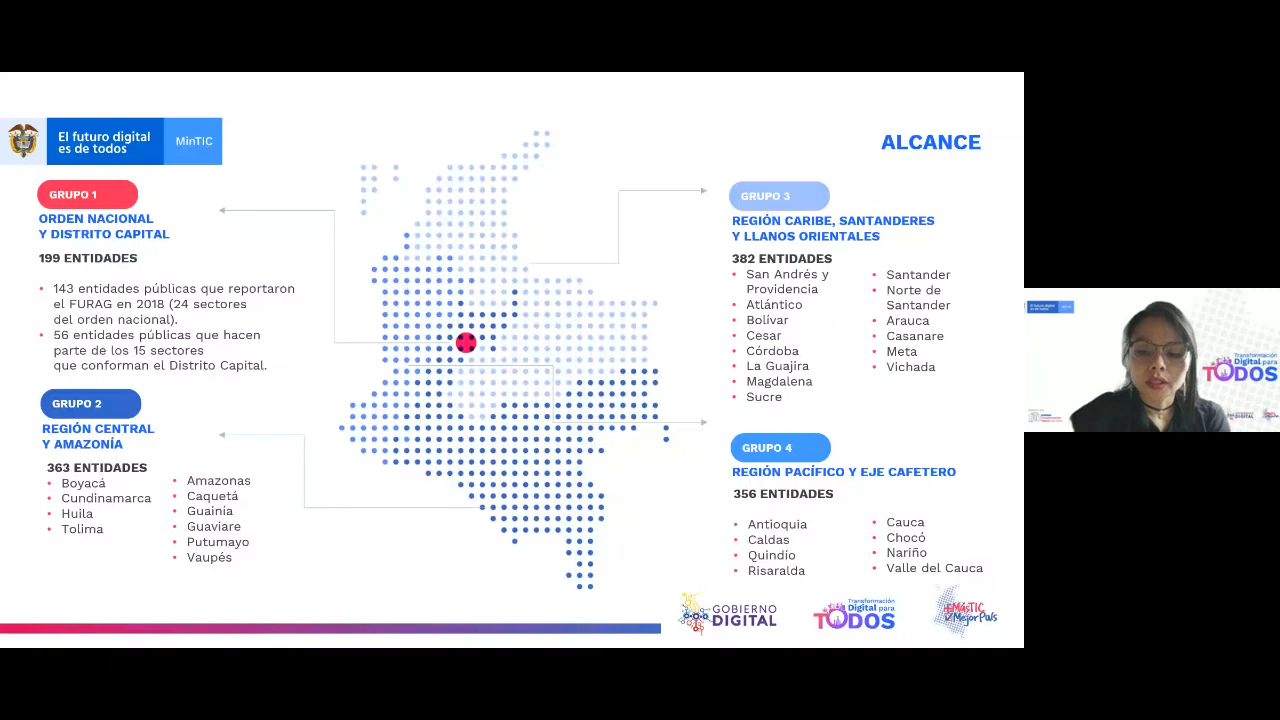 El futuro digital
es de todos
MinTIC
ALCANCE
GRUPO 1
ORDEN NACIONAL
Y DISTRITO CAPITAL
199 ENTIDADES
• 143 entidades públicas que reportaron
el FURAG en 2018 (24 sectores
del orden nacional).
• 56 entidades públicas que hacen
parte de los 15 sectores
que conforman el Distrito Capital.
GRUPO 2
REGIÓN CENTRAL
Y AMAZONÍA
363 ENTIDADES
• Boyacá
• Cundinamarca
• Huila
• Tolima
• Amazonas
• Caquetá
• Guainía
• Guaviare
• Putumayo
• Vaupés
GRUPO 3
REGIÓN CARIBE, SANTANDERES
Y LLANOS ORIENTALES
382 ENTIDADES
• San Andrés y
Providencia
• Atlántico
• Bolívar
• Cesar
• Córdoba
• La Guajira
• Magdalena
• Sucre
• Santander
• Norte de
Santander
• Arauca
• Casanare
• Meta
• Vichada
GRUPO 4
REGIÓN PACÍFICO Y EJE CAFETERO
356 ENTIDADES
• Antioquia
• Caldas
• Quindío
• Risaralda
• Cauca
• Chocó
• Nariño
• Valle del Cauca
GOBIERNO
DIGITAL
Transformación
Digital para
TODOS
#MásTIC
MejorPaís
Transformación
Digital para
TODOS